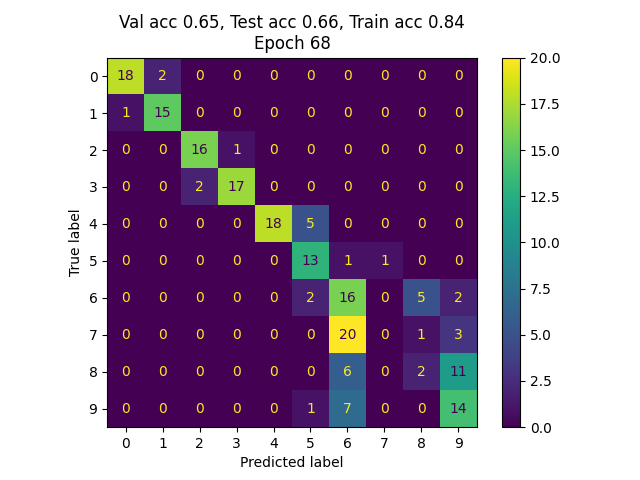 Val acc 0.65, Test acc 0.66, Train acc 0.84
Epoch 68
0 18 2 0 0 0 0 0 0 0 0
1 1 15 0 0 0 0 0 0 0 0
2 0 0 16 1 0 0 0 0 0 0
3 0 0 2 17 0 0 0 0 0 0
4 0 0 0 0 18 5 0 0 0 0
5 0 0 0 0 0 13 1 1 0 0
6 0 0 0 0 0 2 16 0 5 2
7 0 0 0 0 0 0 20 0 1 3
8 0 0 0 0 0 0 6 0 2 11
9 0 0 0 0 0 1 7 0 0 14
0 1 2 3 4 5 6 7 8 9
Predicted label
True label
20.0
17.5
15.0
12.5
10.0
7.5
5.0
2.5
0.0